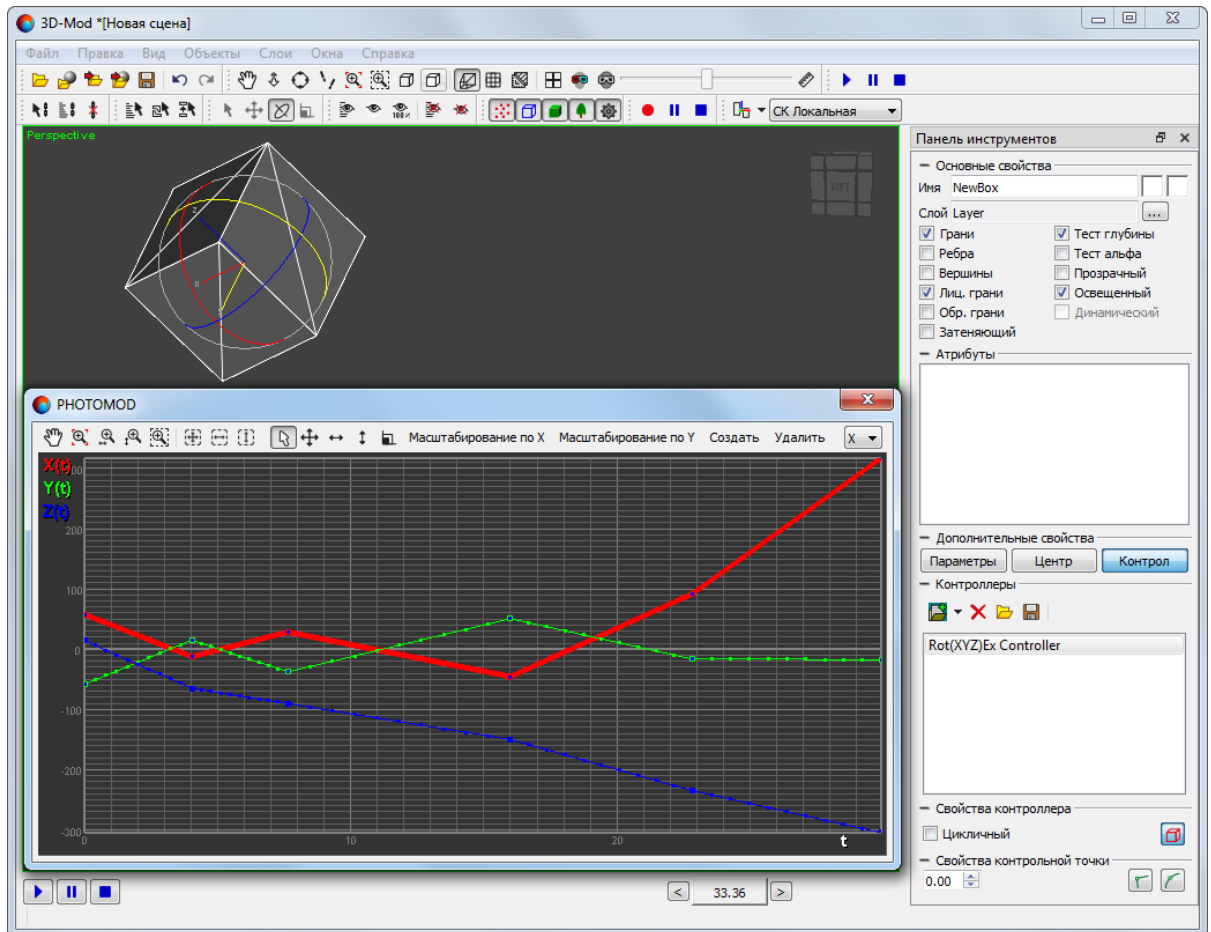 3D-Mod *[Новая сцена]
Файл Правка Вид Объекты Слои Окна Справка
100%
СК Локальная
Perspective
Z
X
Панель инструментов
Основные свойства
Имя NewBox
Слой Layer ...
Грани Тест глубины
Ребра Тест альфа
Вершины Прозрачный
Лиц. грани Освещенный
Обр. грани Динамический
Затеняющий
Атрибуты
Дополнительные свойства
Параметры Центр Контрол
Контроллеры
Rot(XYZ)Ex Controller
Свойства контроллера
Цикличный
Свойства контрольной точки
0.00
PHOTOMOD
Масштабирование по X Масштабирование по Y Создать Удалить X
X(t)
Y(t)
Z(t)
200
100
0
-100
-200
-300
0 10 20 t
< 33.36 >